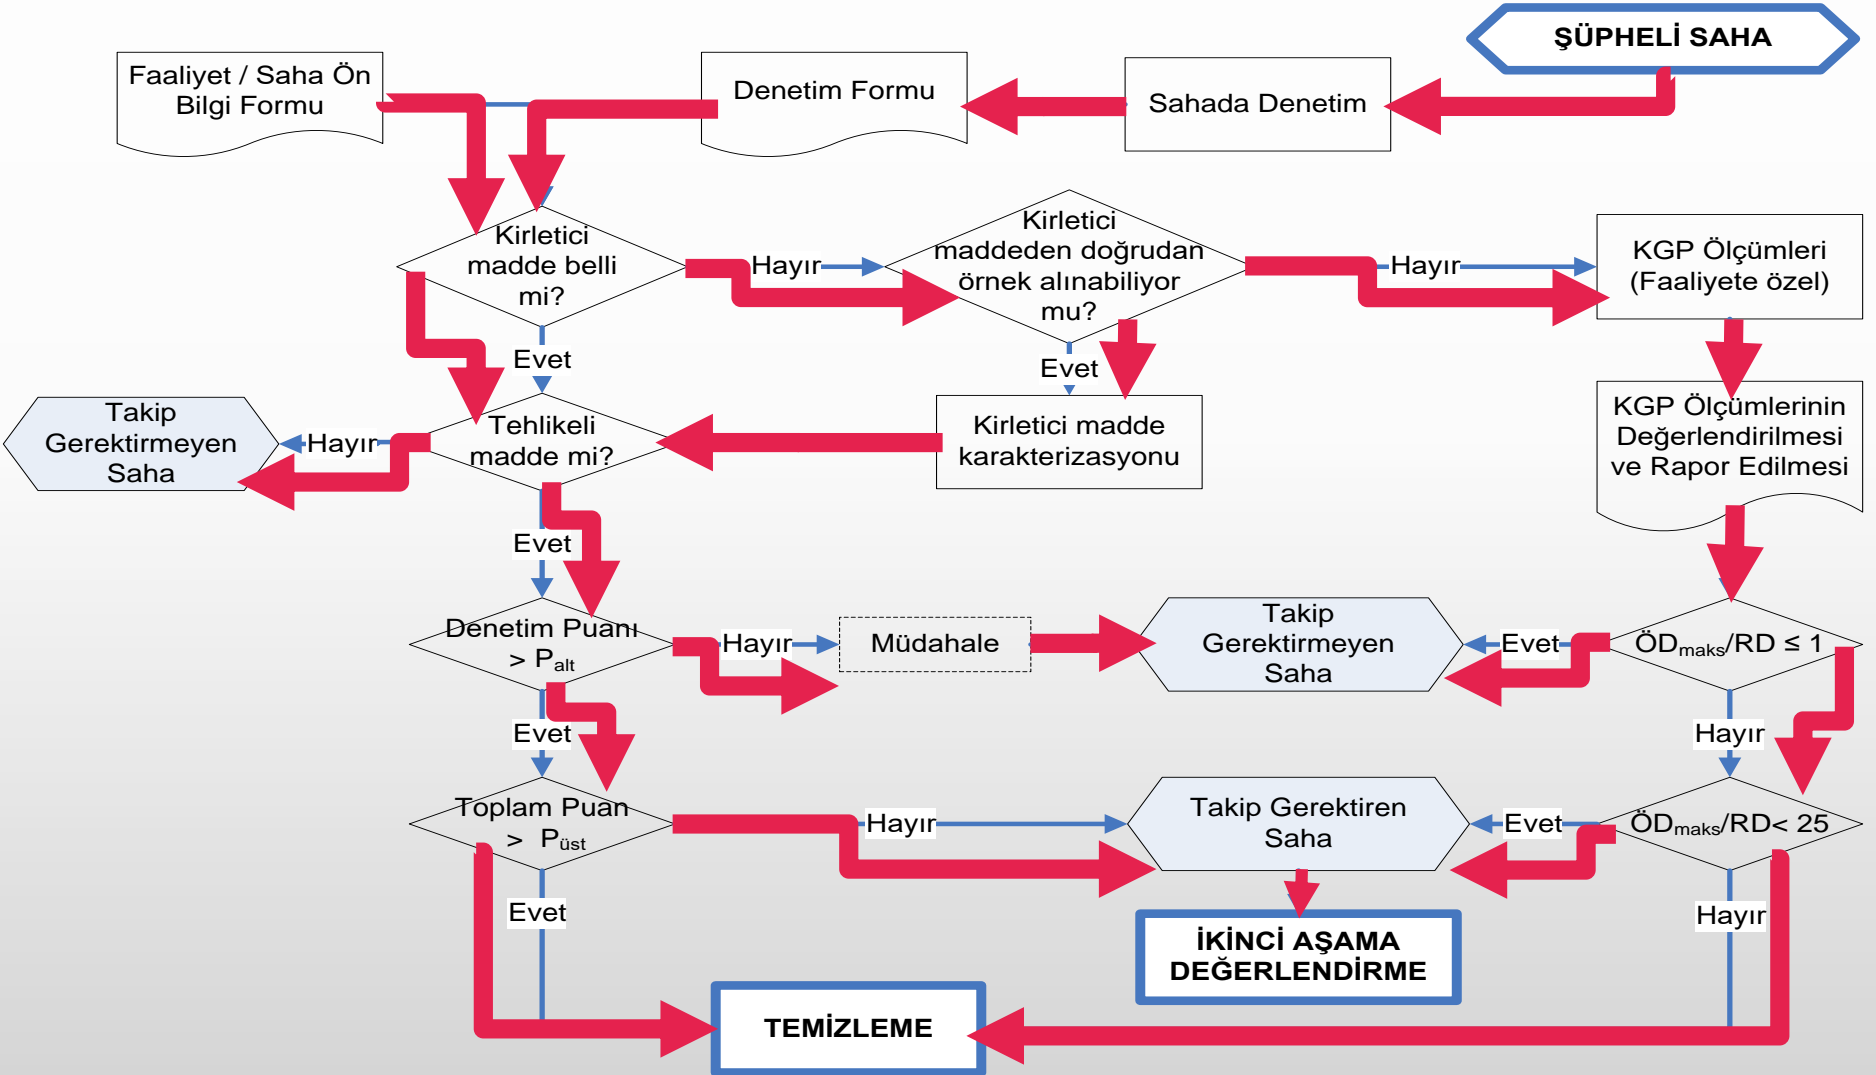 ŞÜPHELİ SAHA
Faaliyet / Saha Ön
Bilgi Formu
Denetim Formu
Sahada Denetim
Kirletici
madde belli
mi?
Hayır
Kirletici
maddeden doğrudan
örnek alınabiliyor
mu?
Hayır
KGP Ölçümleri
(Faaliyete özel)
Evet
Evet
Takip
Gerektirmeyen
Saha
Hayır
Tehlikeli
madde mi?
Kirletici madde
karakterizasyonu
KGP Ölçümlerinin
Değerlendirilmesi
ve Rapor Edilmesi
Evet
Denetim Puanı
> Palt
Hayır
Müdahale
Takip
Gerektirmeyen
Saha
Evet
ÖDmaks/RD ≤ 1
Evet
Hayır
Toplam Puan
> Püst
Hayır
Takip Gerektiren
Saha
Evet
ÖDmaks/RD< 25
Evet
Hayır
İKİNCİ AŞAMA
DEĞERLENDİRME
TEMİZLEME